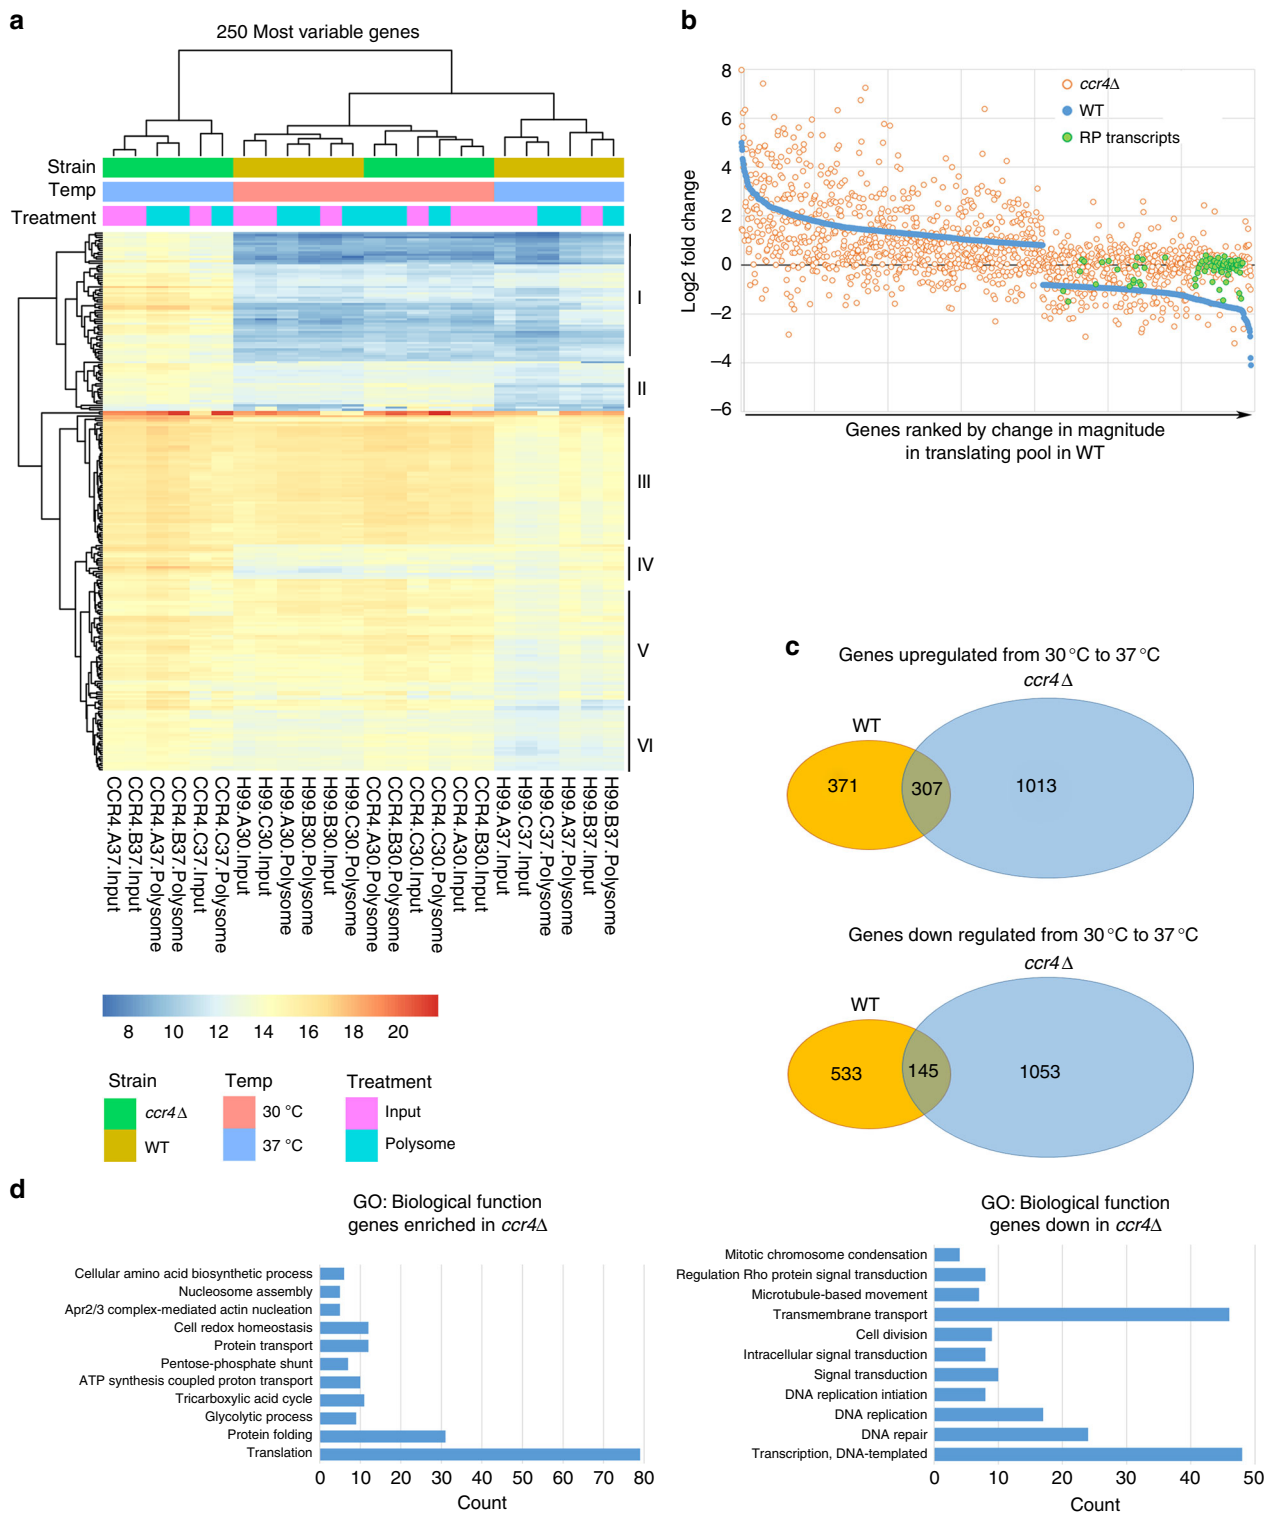 a
250 Most variable genes
Strain
Temp
Treatment
I
II
III
IV
V
VI
CCR4.A37.Input
CCR4.B37.Input
CCR4.A37.Polysome
CCR4.B37.Polysome
CCR4.C37.Input
CCR4.C37.Polysome
H99.A30.Input
H99.C30.Input
H99.A30.Polysome
H99.B30.Polysome
H99.B30.Input
H99.C30.Polysome
CCR4.A30.Polysome
CCR4.B30.Polysome
CCR4.C30.Input
CCR4.C30.Polysome
CCR4.A30.Input
CCR4.B30.Input
H99.A37.Input
H99.C37.Input
H99.C37.Polysome
H99.A37.Polysome
H99.B37.Input
H99.B37.Polysome
8 10 12 14 16 18 20
Strain
ccr4Δ
WT
Temp
30 °C
37 °C
Treatment
Input
Polysome
b
Log2 fold change
8
6
4
2
0
–2
–4
–6
ccr4Δ
WT
RP transcripts
Genes ranked by change in magnitude
in translating pool in WT
c
Genes upregulated from 30 °C to 37 °C
ccr4Δ
WT
371 307 1013
Genes down regulated from 30 °C to 37 °C
ccr4Δ
WT
533 145 1053
d
GO: Biological function
genes enriched in ccr4Δ
Cellular amino acid biosynthetic process
Nucleosome assembly
Apr2/3 complex-mediated actin nucleation
Cell redox homeostasis
Protein transport
Pentose-phosphate shunt
ATP synthesis coupled proton transport
Tricarboxylic acid cycle
Glycolytic process
Protein folding
Translation
0 10 20 30 40 50 60 70 80
Count
GO: Biological function
genes down in ccr4Δ
Mitotic chromosome condensation
Regulation Rho protein signal transduction
Microtubule-based movement
Transmembrane transport
Cell division
Intracellular signal transduction
Signal transduction
DNA replication intiation
DNA replication
DNA repair
Transcription, DNA-templated
0 10 20 30 40 50
Count